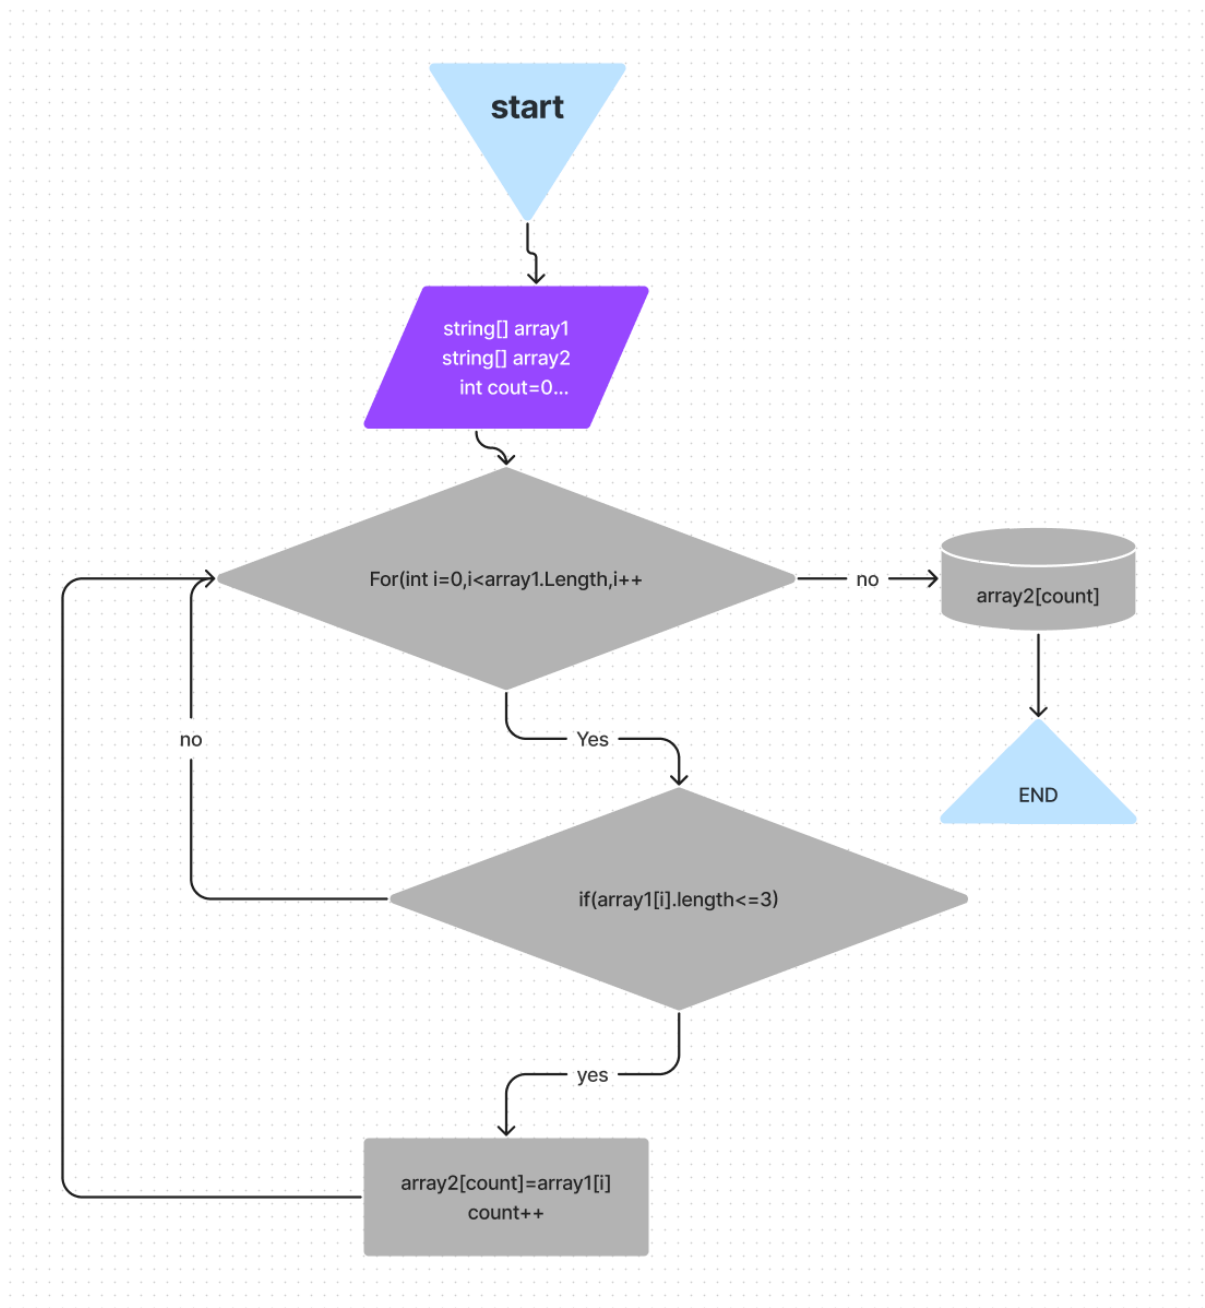 start
string[] array1
string[] array2
int cout=0...
For(int i=0,i<array1.Length,i++
no
array2[count]
no
Yes
END
if(array1[i].length<=3)
yes
array2[count]=array1[i]
count++